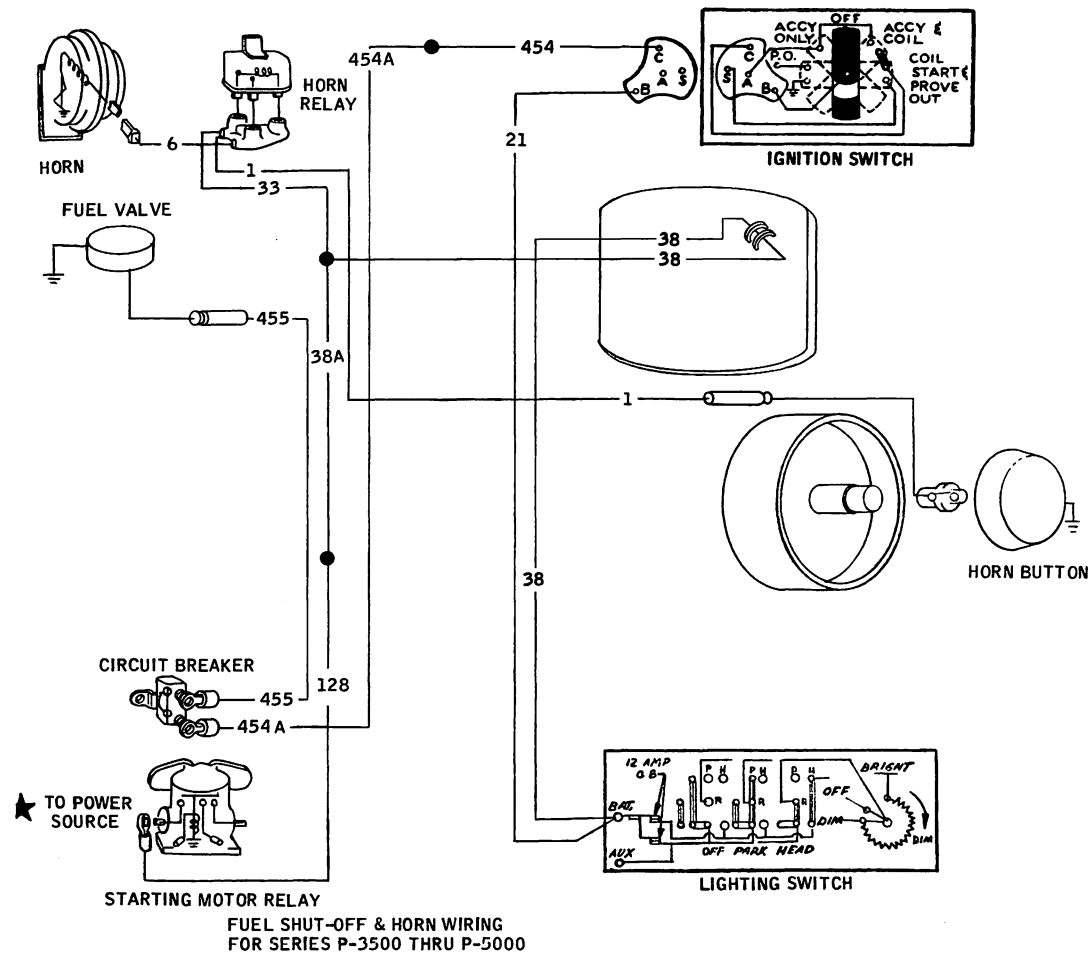 454A
454
ACCY
ONLY
OFF
ACCY &
COIL
P.O.
COIL
START &
PROVE
OUT
C
A
S
B
C
S
A
B
IGNITION SWITCH
HORN
RELAY
HORN
6
1
33
21
FUEL VALVE
38
38
455
38A
1
HORN BUTTON
38
CIRCUIT BREAKER
455
128
454A
★ TO POWER
SOURCE
STARTING MOTOR RELAY
12 AMP
C B
P H
P H
D H
BRIGHT
OFF
BAT.
R
R
R
DIM
DIM
AUX
OFF PARK HEAD
LIGHTING SWITCH
FUEL SHUT-OFF & HORN WIRING
FOR SERIES P-3500 THRU P-5000